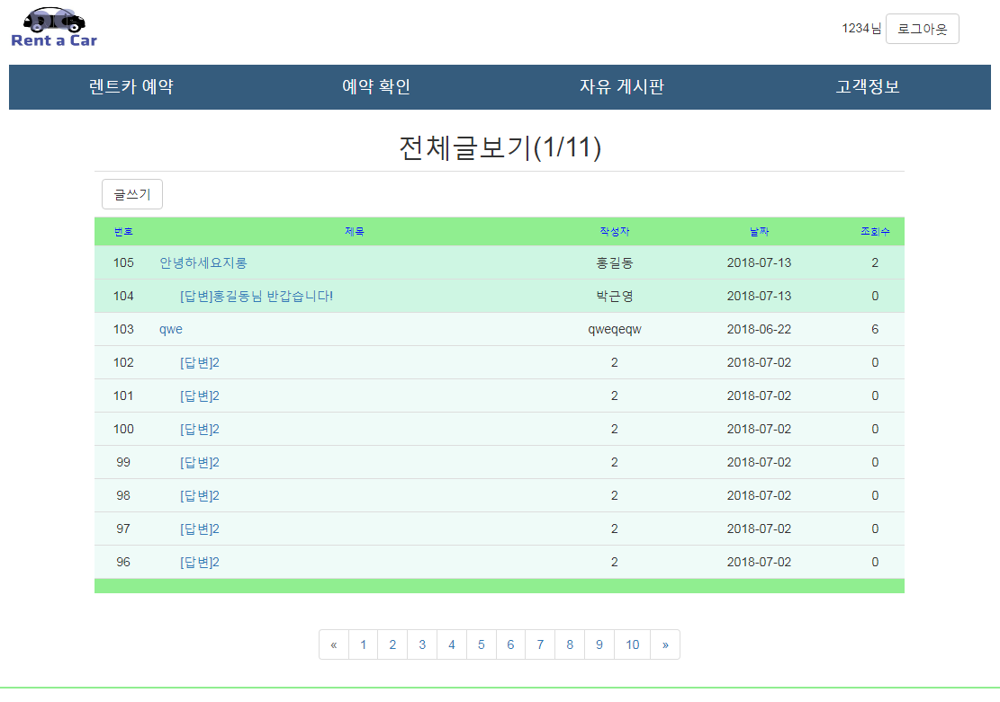 Rent a Car
1234님 로그아웃
렌트카 예약 예약 확인 자유 게시판 고객정보
전체글보기(1/11)
글쓰기
번호 제목 작성자 날짜 조회수
105 안녕하세요지롱 홍길동 2018-07-13 2
104 [답변]홍길동님 반갑습니다! 박근영 2018-07-13 0
103 qwe qweqeqw 2018-06-22 6
102 [답변]2 2 2018-07-02 0
101 [답변]2 2 2018-07-02 0
100 [답변]2 2 2018-07-02 0
99 [답변]2 2 2018-07-02 0
98 [답변]2 2 2018-07-02 0
97 [답변]2 2 2018-07-02 0
96 [답변]2 2 2018-07-02 0
« 1 2 3 4 5 6 7 8 9 10 »